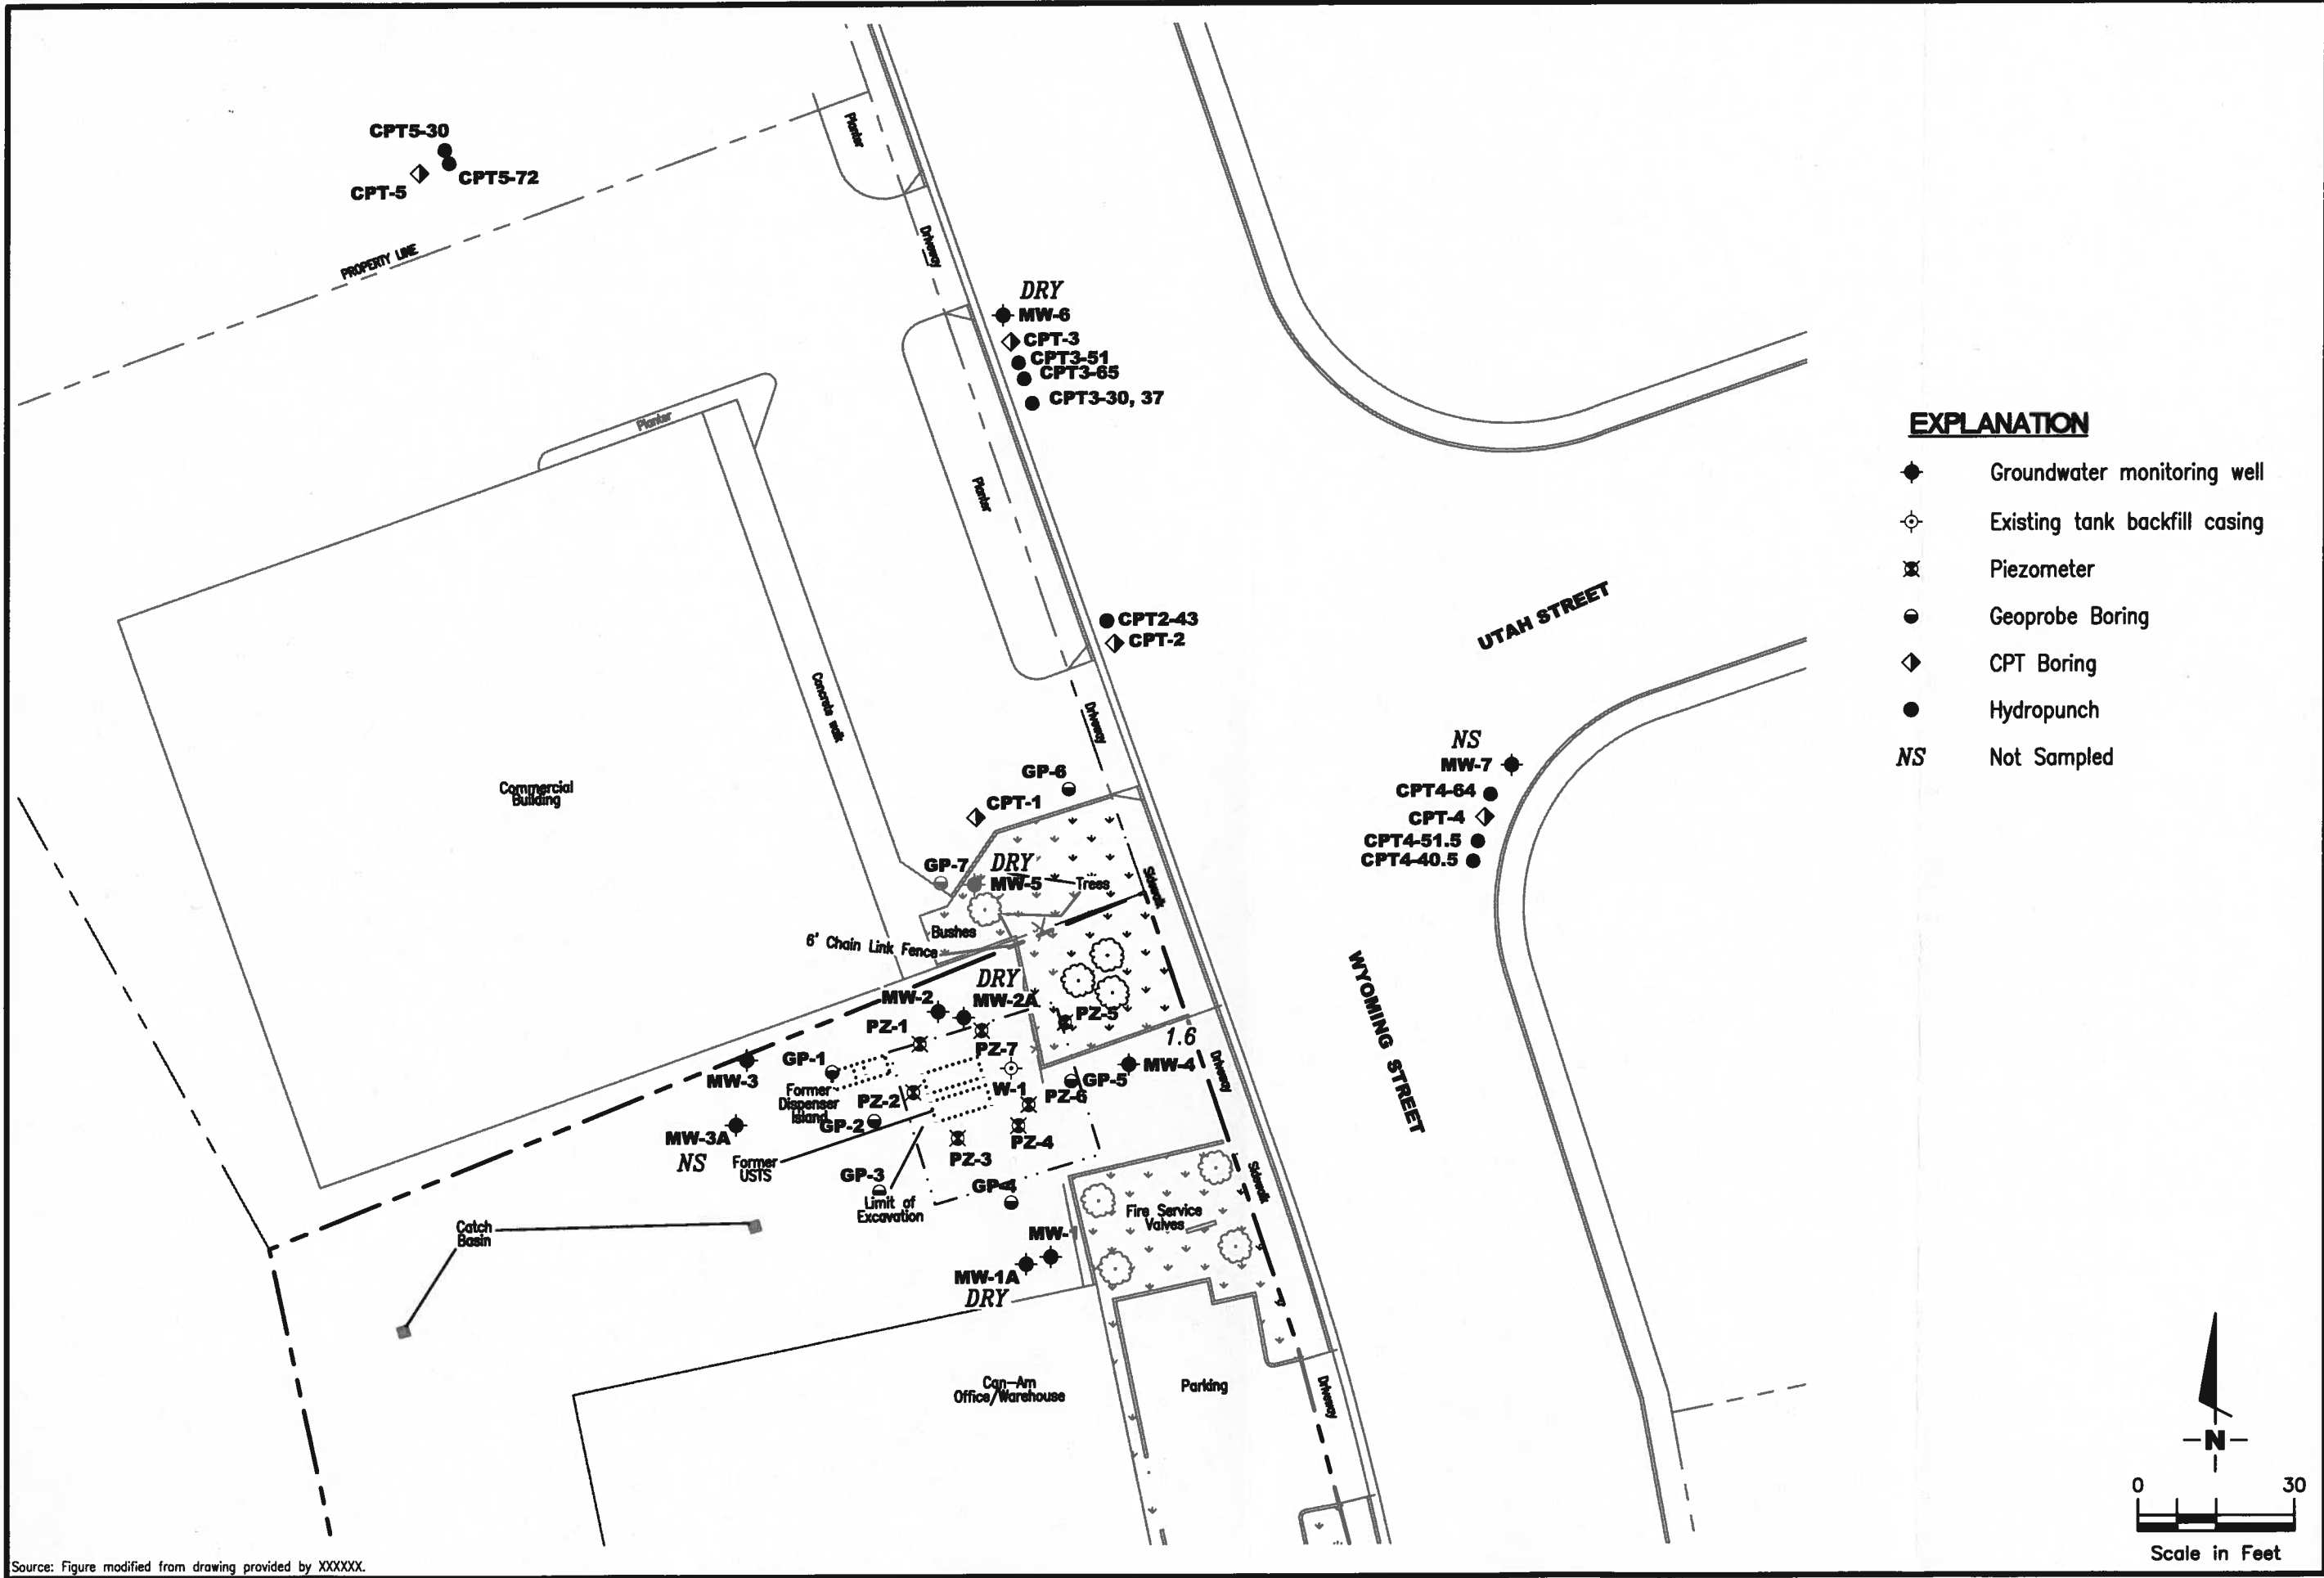 CPT5-30
CPT5-72
CPT-5
PROPERTY LINE
Planter
Driveway
DRY
MW-6
CPT-3
CPT3-51
CPT3-65
CPT3-30, 37
Planter
Planter
EXPLANATION
Groundwater monitoring well
Existing tank backfill casing
Piezometer
Geoprobe Boring
CPT Boring
Hydropunch
NS Not Sampled
CPT2-43
CPT-2
UTAH STREET
Concrete walk
Driveway
NS
MW-7
CPT4-64
CPT-4
CPT4-51.5
CPT4-40.5
Commercial
Building
GP-6
CPT-1
GP-7
DRY
MW-5
Trees
Sidewalk
Bushes
6' Chain Link Fence
WYOMING STREET
DRY
MW-2
MW-2A
PZ-1
PZ-5
1.6
PZ-7
MW-3
GP-1
MW-4
Driveway
Former
Dispenser
Island
PZ-2
W-1
GP-5
PZ-6
GP-2
MW-3A
NS
Former
USTS
PZ-4
PZ-3
GP-3
Limit of
Excavation
GP-4
Sidewalk
Fire Service
Valves
Catch
Basin
MW-1
MW-1A
DRY
Can-Am
Office/Warehouse
Parking
Driveway
N
0 30
Scale in Feet
Source: Figure modified from drawing provided by XXXXXX.